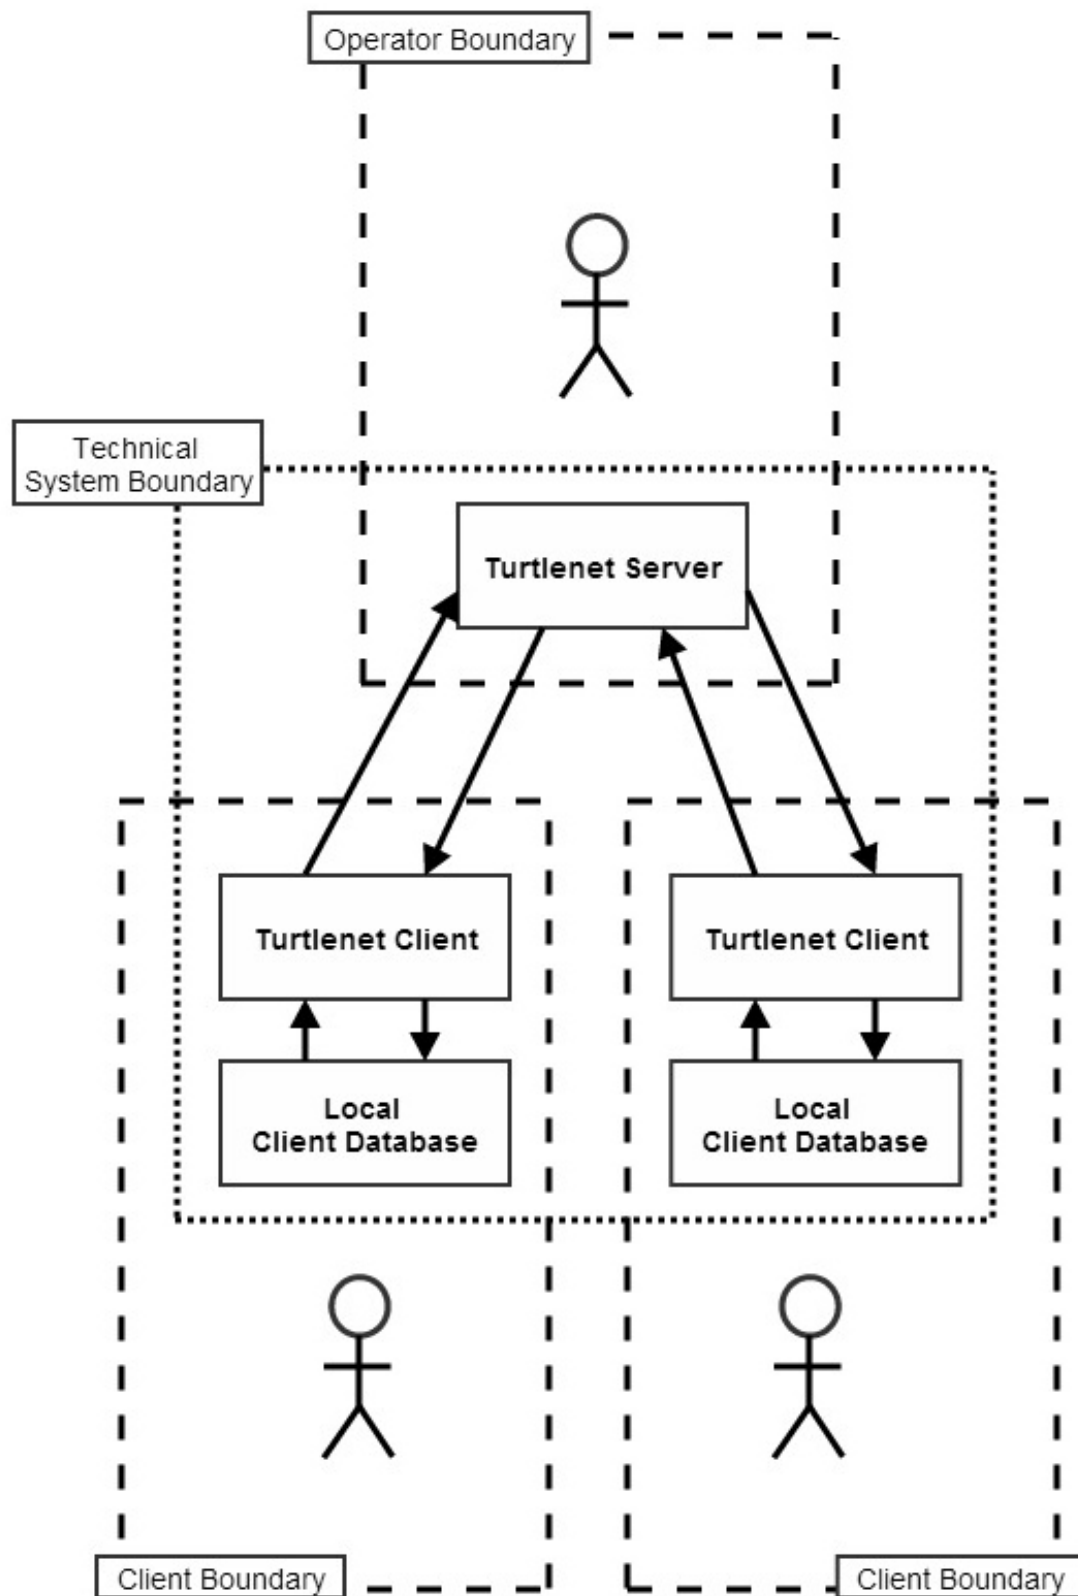 Operator Boundary
Technical
System Boundary
Turtlenet Server
Turtlenet Client
Turtlenet Client
Local
Client Database
Local
Client Database
Client Boundary
Client Boundary